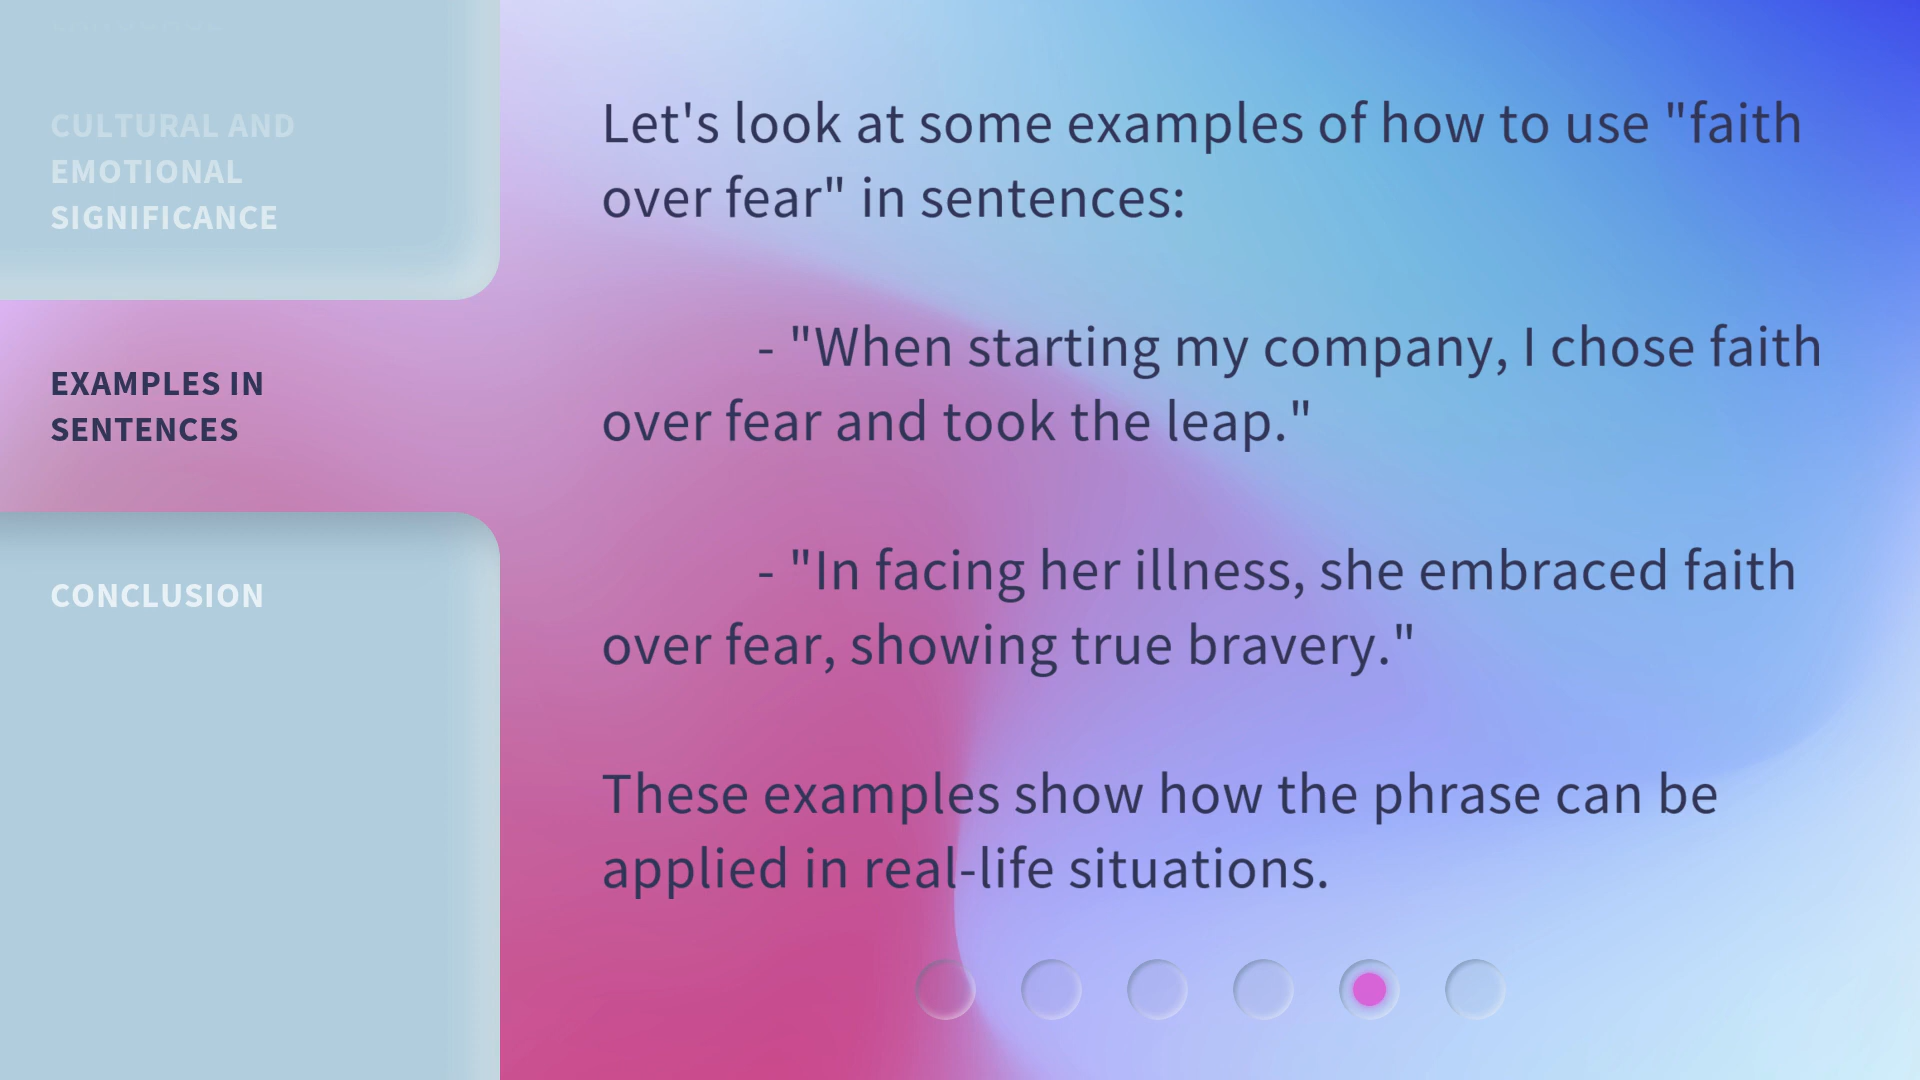 CULTURAL AND
EMOTIONAL
SIGNIFICANCE
EXAMPLES IN
SENTENCES
CONCLUSION
Let's look at some examples of how to use "faith
over fear" in sentences:
- "When starting my company, I chose faith
over fear and took the leap."
- "In facing her illness, she embraced faith
over fear, showing true bravery."
These examples show how the phrase can be
applied in real-life situations.